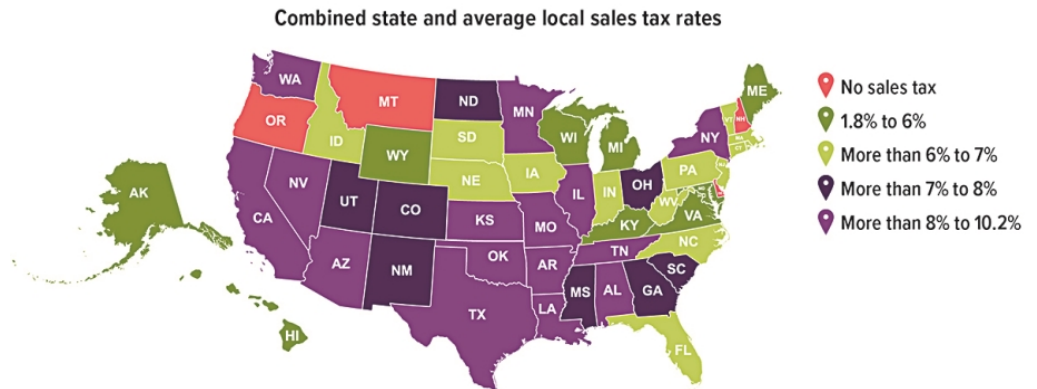 Combined state and average local sales tax rates
WA
MT
ND
MN
ME
OR
ID
SD
WI
MI
VT
NH
NY
WY
MA
CT
AK
NV
UT
CO
NE
IA
IL
IN
OH
PA
WV
VA
CA
KS
MO
KY
NC
AZ
NM
OK
AR
TN
SC
TX
LA
MS
AL
GA
HI
FL
No sales tax
1.8% to 6%
More than 6% to 7%
More than 7% to 8%
More than 8% to 10.2%